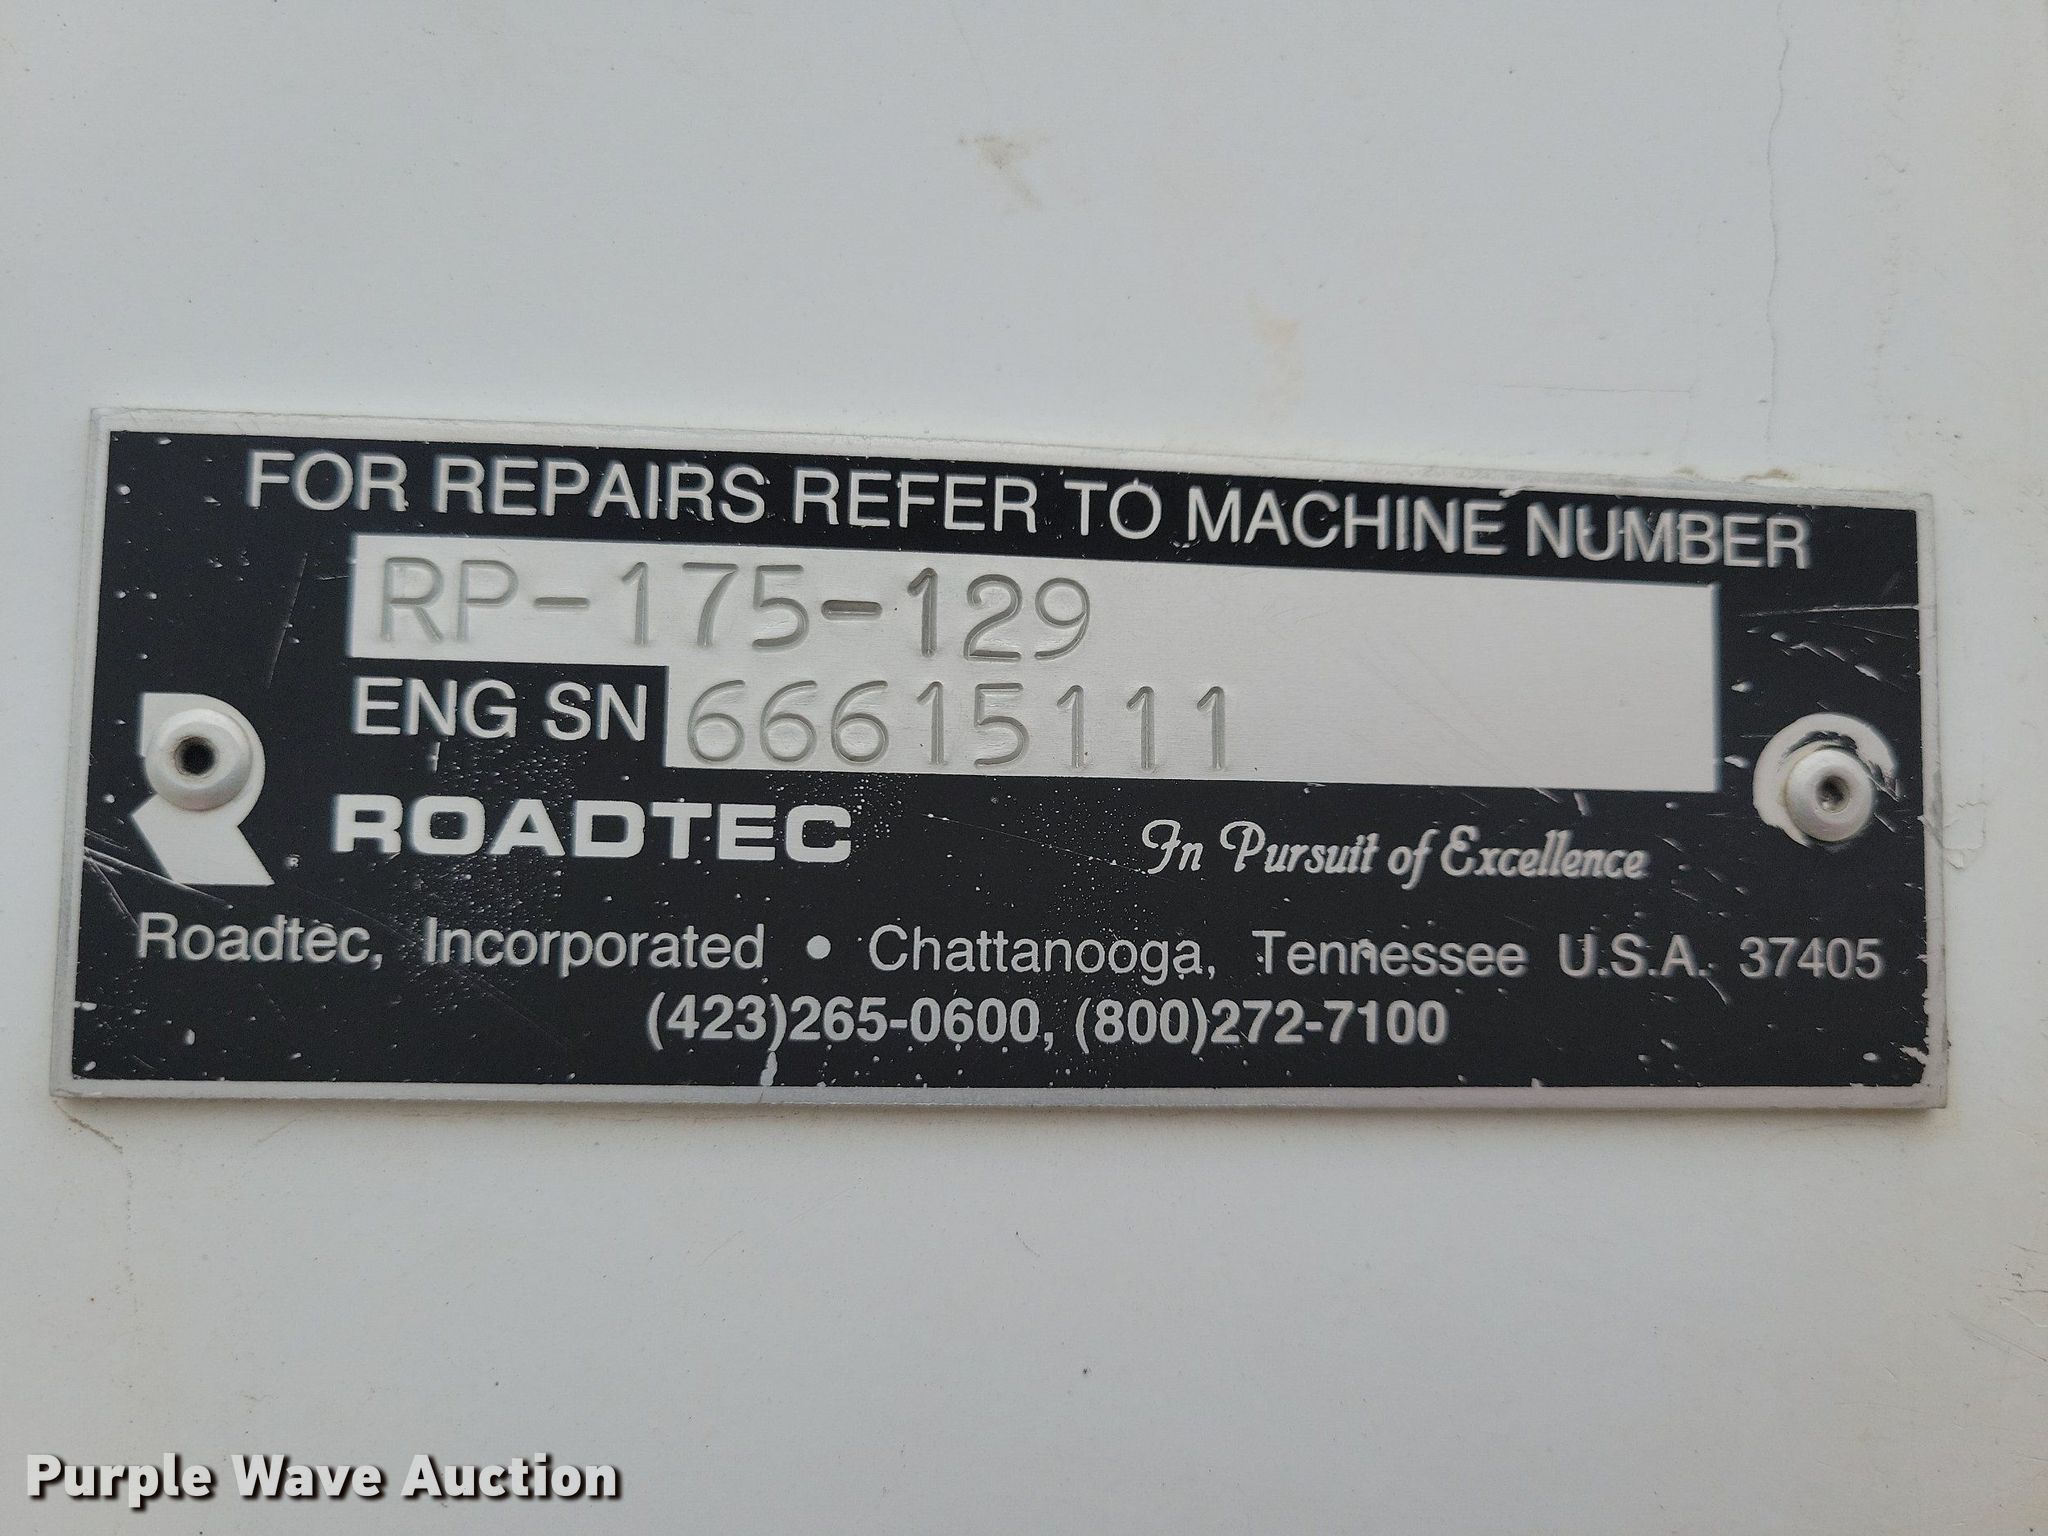 FOR REPAIRS REFER TO MACHINE NUMBER
RP-175-129
ENG SN 66615111
R ®
ROADTEC In Pursuit of Excellence
Roadtec, Incorporated • Chattanooga, Tennessee U.S.A. 37405
(423)265-0600, (800)272-7100
Purple Wave Auction